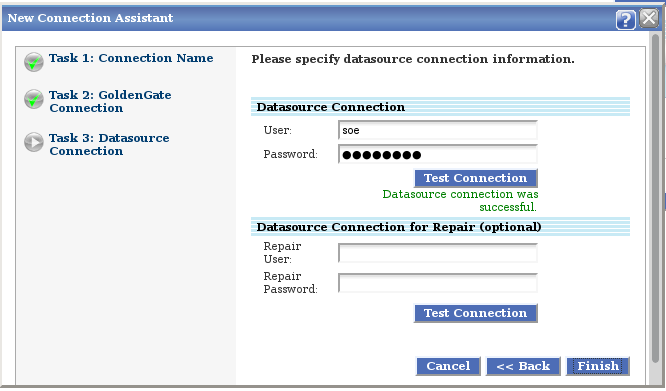 New Connection Assistant
?
Task 1: Connection Name
Task 2: GoldenGate
Connection
Task 3: Datasource
Connection
Please specify datasource connection information.
Datasource Connection
User: soe
Password: ●●●●●●●●
Test Connection
Datasource connection was
successful.
Datasource Connection for Repair (optional)
Repair
User:
Repair
Password:
Test Connection
Cancel << Back Finish